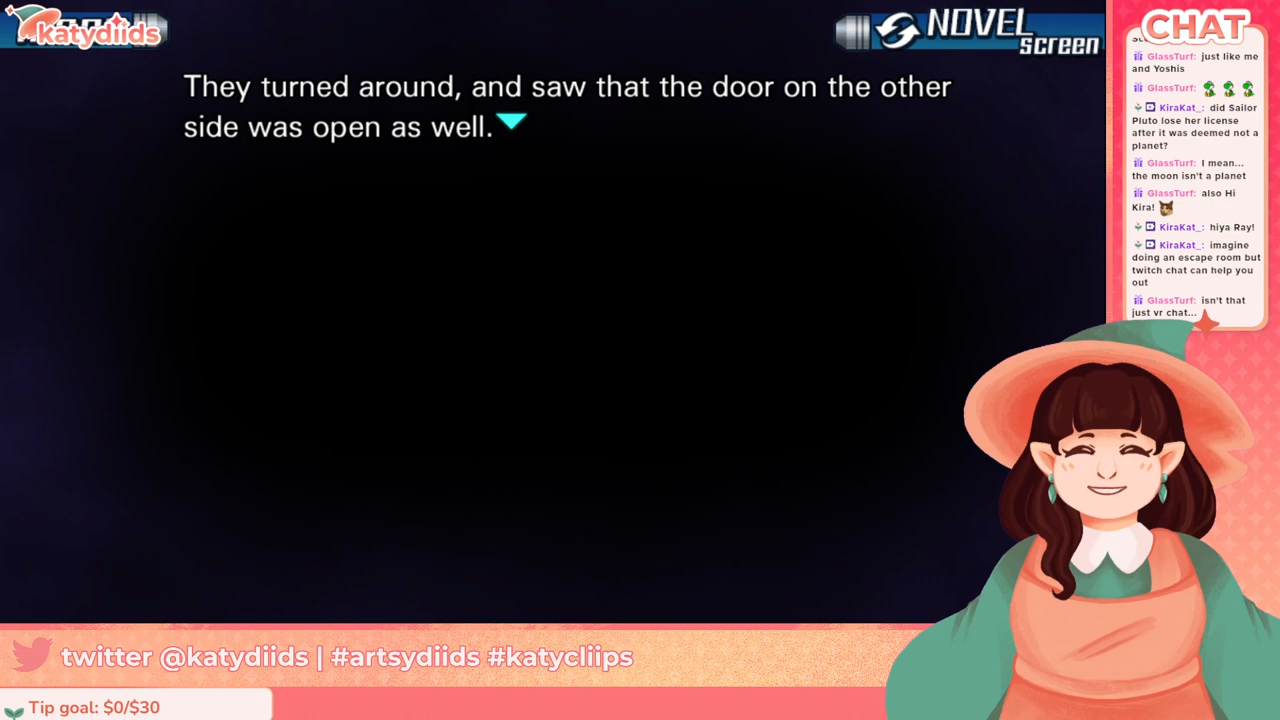 katydiids
NOVEL
Screen
They turned around, and saw that the door on the other
side was open as well.
CHAT
GlassTurf: just like me
and Yoshis
GlassTurf:
KiraKat_: did Sailor
Pluto lose her license
after it was deemed not a
planet?
GlassTurf: I mean...
the moon isn't a planet
GlassTurf: also Hi
Kira!
KiraKat_: hiya Ray!
KiraKat_: imagine
doing an escape room but
twitch chat can help you
out
GlassTurf: isn't that
just vr chat...
twitter @katydiids | #artsydiids #katycliips
Tip goal: $0/$30